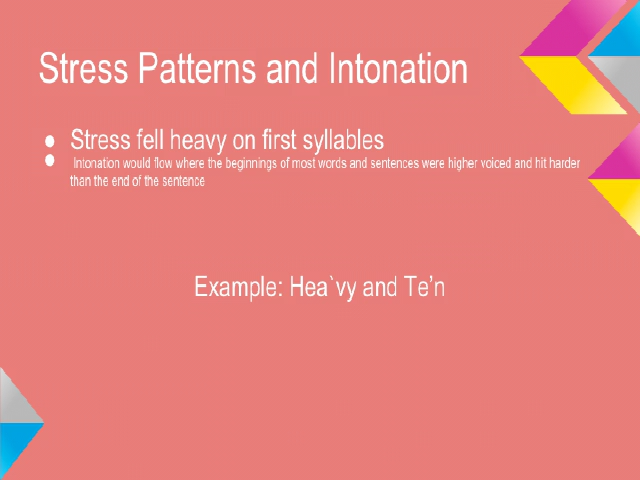 Stress Patterns and Intonation
● Stress fell heavy on first syllables
● Intonation would flow where the beginnings of most words and sentences were higher voiced and hit harder
than the end of the sentence
Example: Hea`vy and Te’n